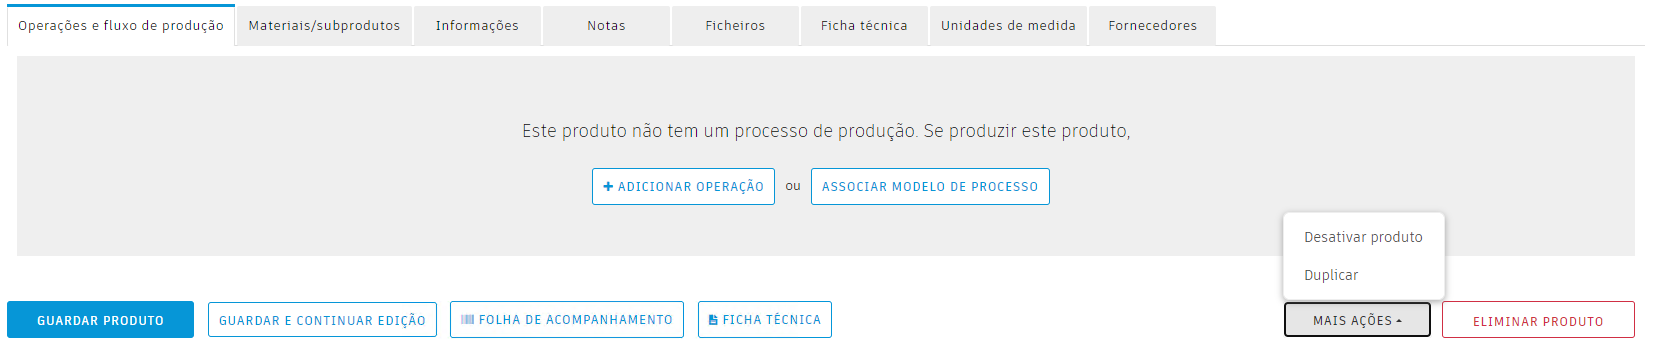 Operações e fluxo de produção
Materiais/subprodutos
Informações
Notas
Ficheiros
Ficha técnica
Unidades de medida
Fornecedores
Este produto não tem um processo de produção. Se produzir este produto,
ADICIONAR OPERAÇÃO
ou
ASSOCIAR MODELO DE PROCESSO
Desativar produto
Duplicar
GUARDAR PRODUTO
GUARDAR E CONTINUAR EDIÇÃO
FOLHA DE ACOMPANHAMENTO
FICHA TÉCNICA
MAIS AÇÕES
ELIMINAR PRODUTO